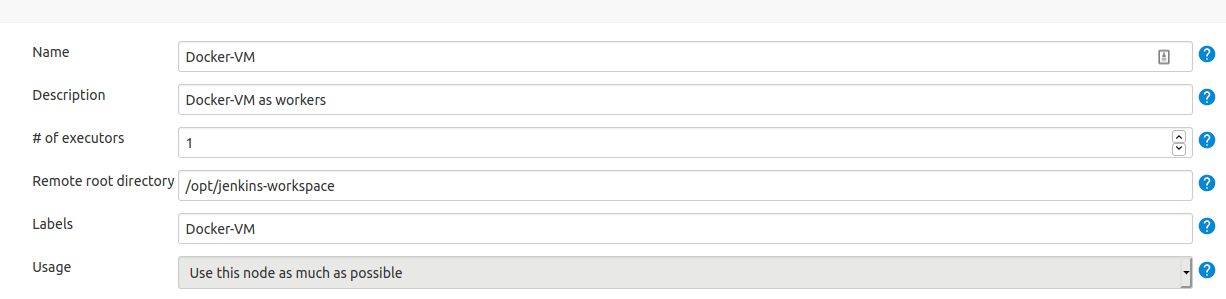 Name Docker-VM ?
Description Docker-VM as workers ?
# of executors 1 ?
Remote root directory /opt/jenkins-workspace ?
Labels Docker-VM ?
Usage Use this node as much as possible ?